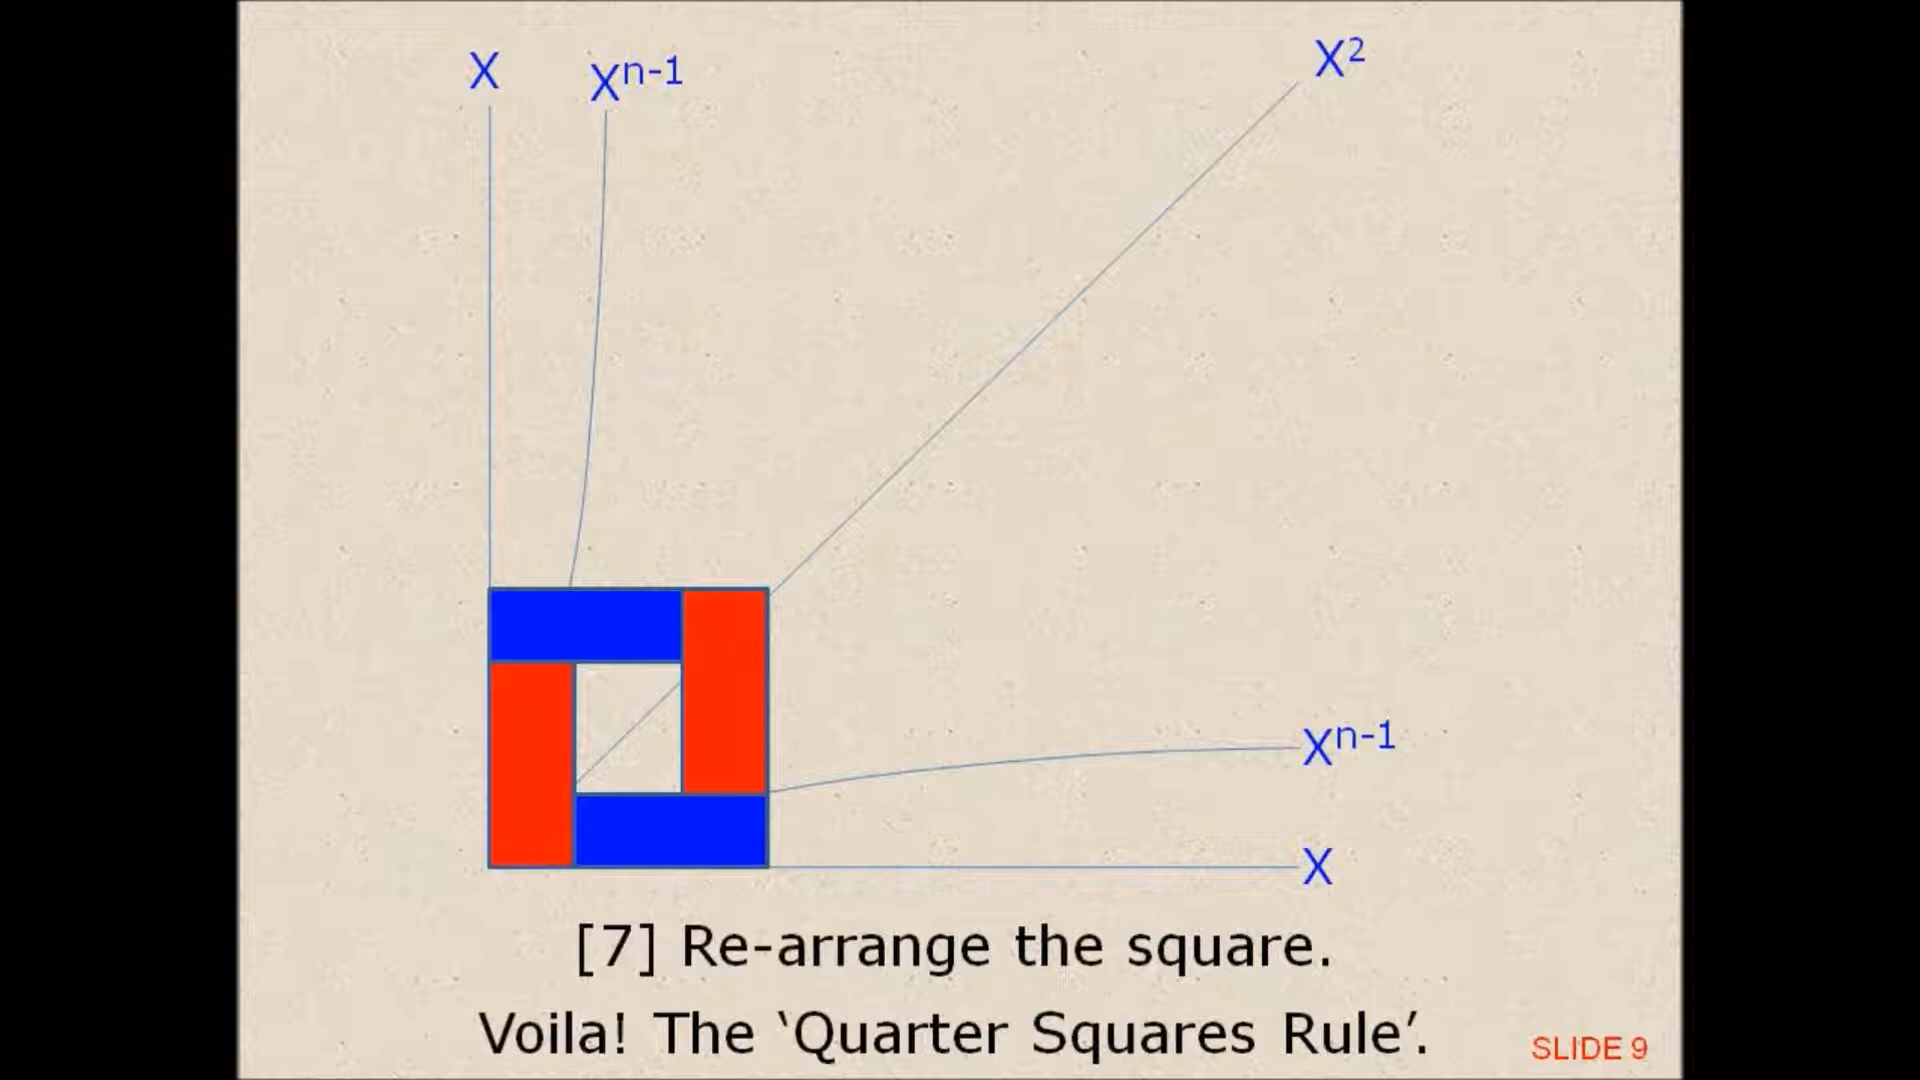 X
Xⁿ⁻¹
X²
Xⁿ⁻¹
X
[7] Re-arrange the square.
Voila! The ‘Quarter Squares Rule’.
SLIDE 9